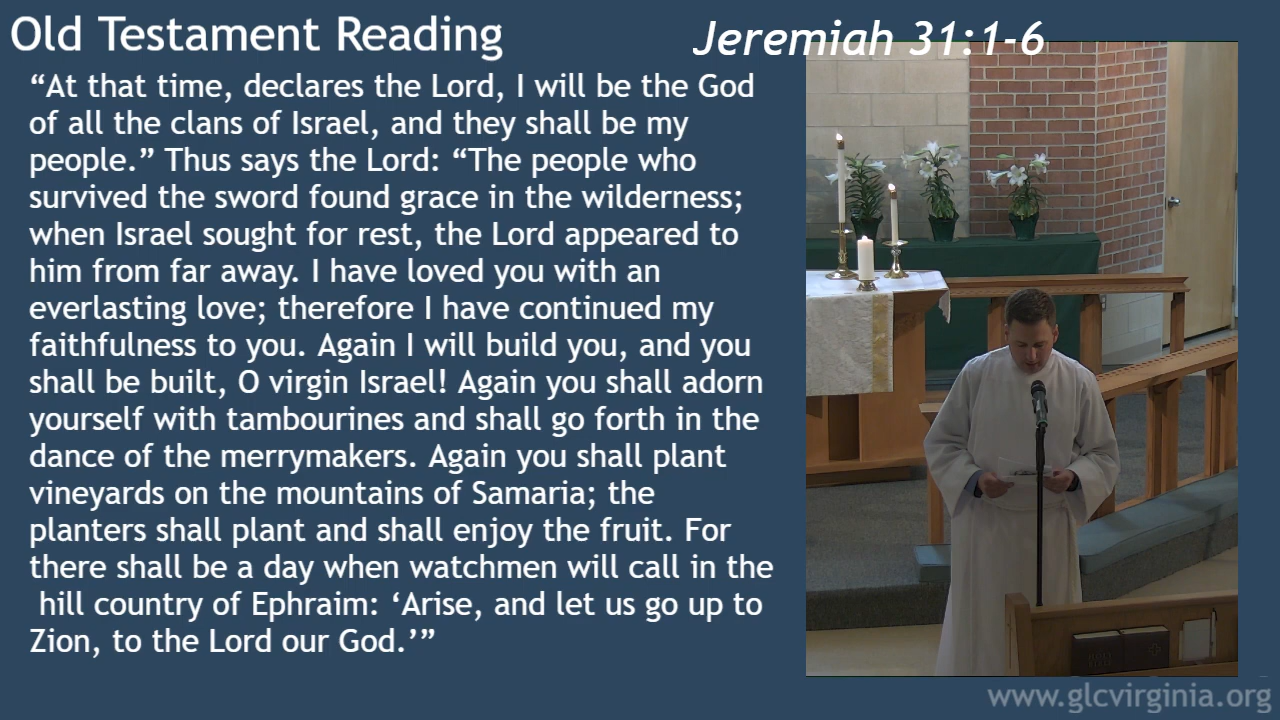 Old Testament Reading
Jeremiah 31:1-6
“At that time, declares the Lord, I will be the God
of all the clans of Israel, and they shall be my
people.” Thus says the Lord: “The people who
survived the sword found grace in the wilderness;
when Israel sought for rest, the Lord appeared to
him from far away. I have loved you with an
everlasting love; therefore I have continued my
faithfulness to you. Again I will build you, and you
shall be built, O virgin Israel! Again you shall adorn
yourself with tambourines and shall go forth in the
dance of the merrymakers. Again you shall plant
vineyards on the mountains of Samaria; the
planters shall plant and shall enjoy the fruit. For
there shall be a day when watchmen will call in the
hill country of Ephraim: ‘Arise, and let us go up to
Zion, to the Lord our God.’”
www.glcvirginia.org